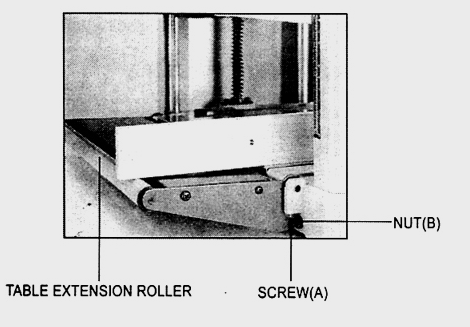 NUT(B)
TABLE EXTENSION ROLLER
SCREW(A)